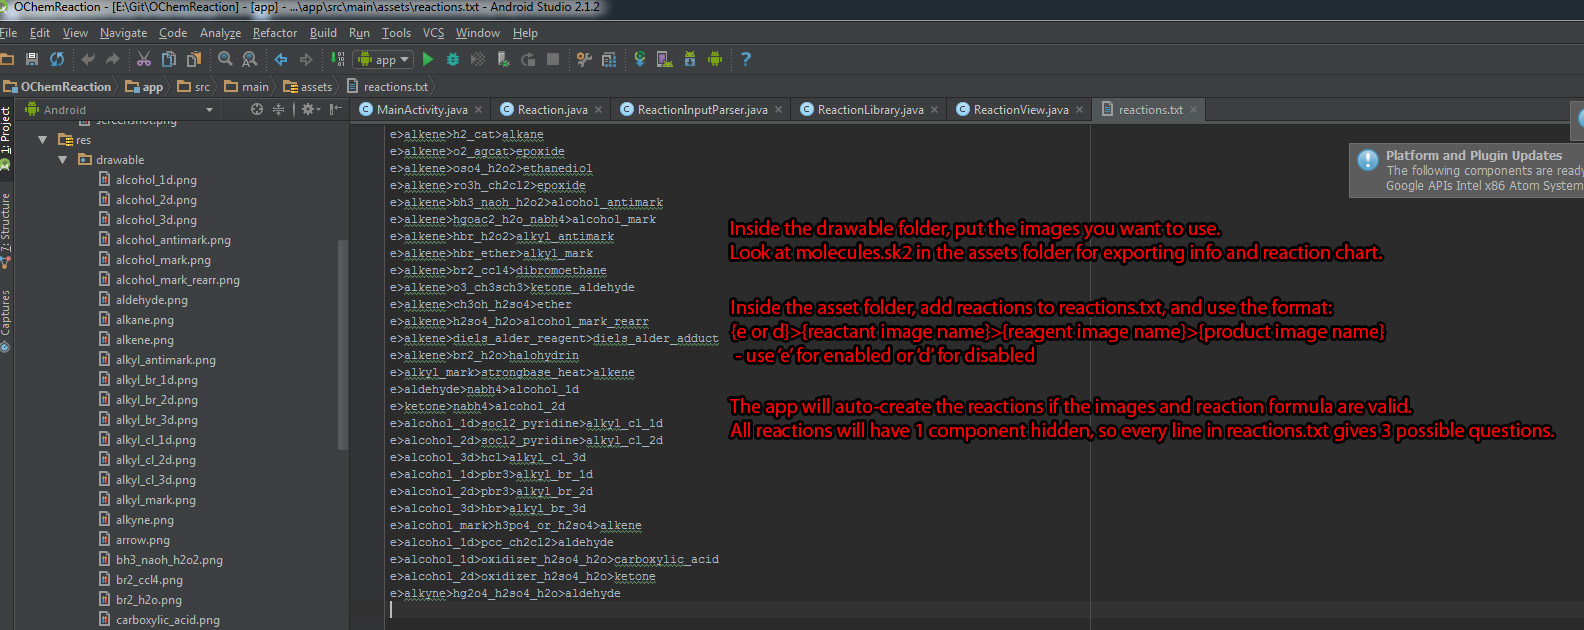 OChemReaction - [E:\Git\OChemReaction] - [app] - ...\app\src\main\assets\reactions.txt - Android Studio 2.1.2
File Edit View Navigate Code Analyze Refactor Build Run Tools VCS Window Help
app
OChemReaction app src main assets reactions.txt
Android
MainActivity.java Reaction.java ReactionInputParser.java ReactionLibrary.java ReactionView.java reactions.txt
1: Project
7: Structure
Captures
screenshot.png
res
drawable
alcohol_1d.png
alcohol_2d.png
alcohol_3d.png
alcohol_antimark.png
alcohol_mark.png
alcohol_mark_rearr.png
aldehyde.png
alkane.png
alkene.png
alkyl_antimark.png
alkyl_br_1d.png
alkyl_br_2d.png
alkyl_br_3d.png
alkyl_cl_1d.png
alkyl_cl_2d.png
alkyl_cl_3d.png
alkyl_mark.png
alkyne.png
arrow.png
bh3_naoh_h2o2.png
br2_ccl4.png
br2_h2o.png
carboxylic_acid.png
e>alkene>h2_cat>alkane
e>alkene>o2_agcat>epoxide
e>alkene>oso4_h2o2>ethanediol
e>alkene>ro3h_ch2cl2>epoxide
e>alkene>bh3_naoh_h2o2>alcohol_antimark
e>alkene>hgoac2_h2o_nabh4>alcohol_mark
e>alkene>hbr_h2o2>alkyl_antimark
e>alkene>hbr_ether>alkyl_mark
e>alkene>br2_ccl4>dibromoethane
e>alkene>o3_ch3sch3>ketone_aldehyde
e>alkene>ch3oh_h2so4>ether
e>alkene>h2so4_h2o>alcohol_mark_rearr
e>alkene>diels_alder_reagent>diels_alder_adduct
e>alkene>br2_h2o>halohydrin
e>alkyl_mark>strongbase_heat>alkene
e>aldehyde>nabh4>alcohol_1d
e>ketone>nabh4>alcohol_2d
e>alcohol_1d>socl2_pyridine>alkyl_cl_1d
e>alcohol_2d>socl2_pyridine>alkyl_cl_2d
e>alcohol_3d>hcl>alkyl_cl_3d
e>alcohol_1d>pbr3>alkyl_br_1d
e>alcohol_2d>pbr3>alkyl_br_2d
e>alcohol_3d>hbr>alkyl_br_3d
e>alcohol_mark>h3po4_or_h2so4>alkene
e>alcohol_1d>pcc_ch2cl2>aldehyde
e>alcohol_1d>oxidizer_h2so4_h2o>carboxylic_acid
e>alcohol_2d>oxidizer_h2so4_h2o>ketone
e>alkyne>hg2o4_h2so4_h2o>aldehyde
Platform and Plugin Updates
The following components are ready
Google APIs Intel x86 Atom System
Inside the drawable folder, put the images you want to use.
Look at molecules.sk2 in the assets folder for exporting info and reaction chart.
Inside the asset folder, add reactions to reactions.txt, and use the format:
{e or d}>{reactant image name}>{reagent image name}>{product image name}
- use 'e' for enabled or 'd' for disabled
The app will auto-create the reactions if the images and reaction formula are valid.
All reactions will have 1 component hidden, so every line in reactions.txt gives 3 possible questions.